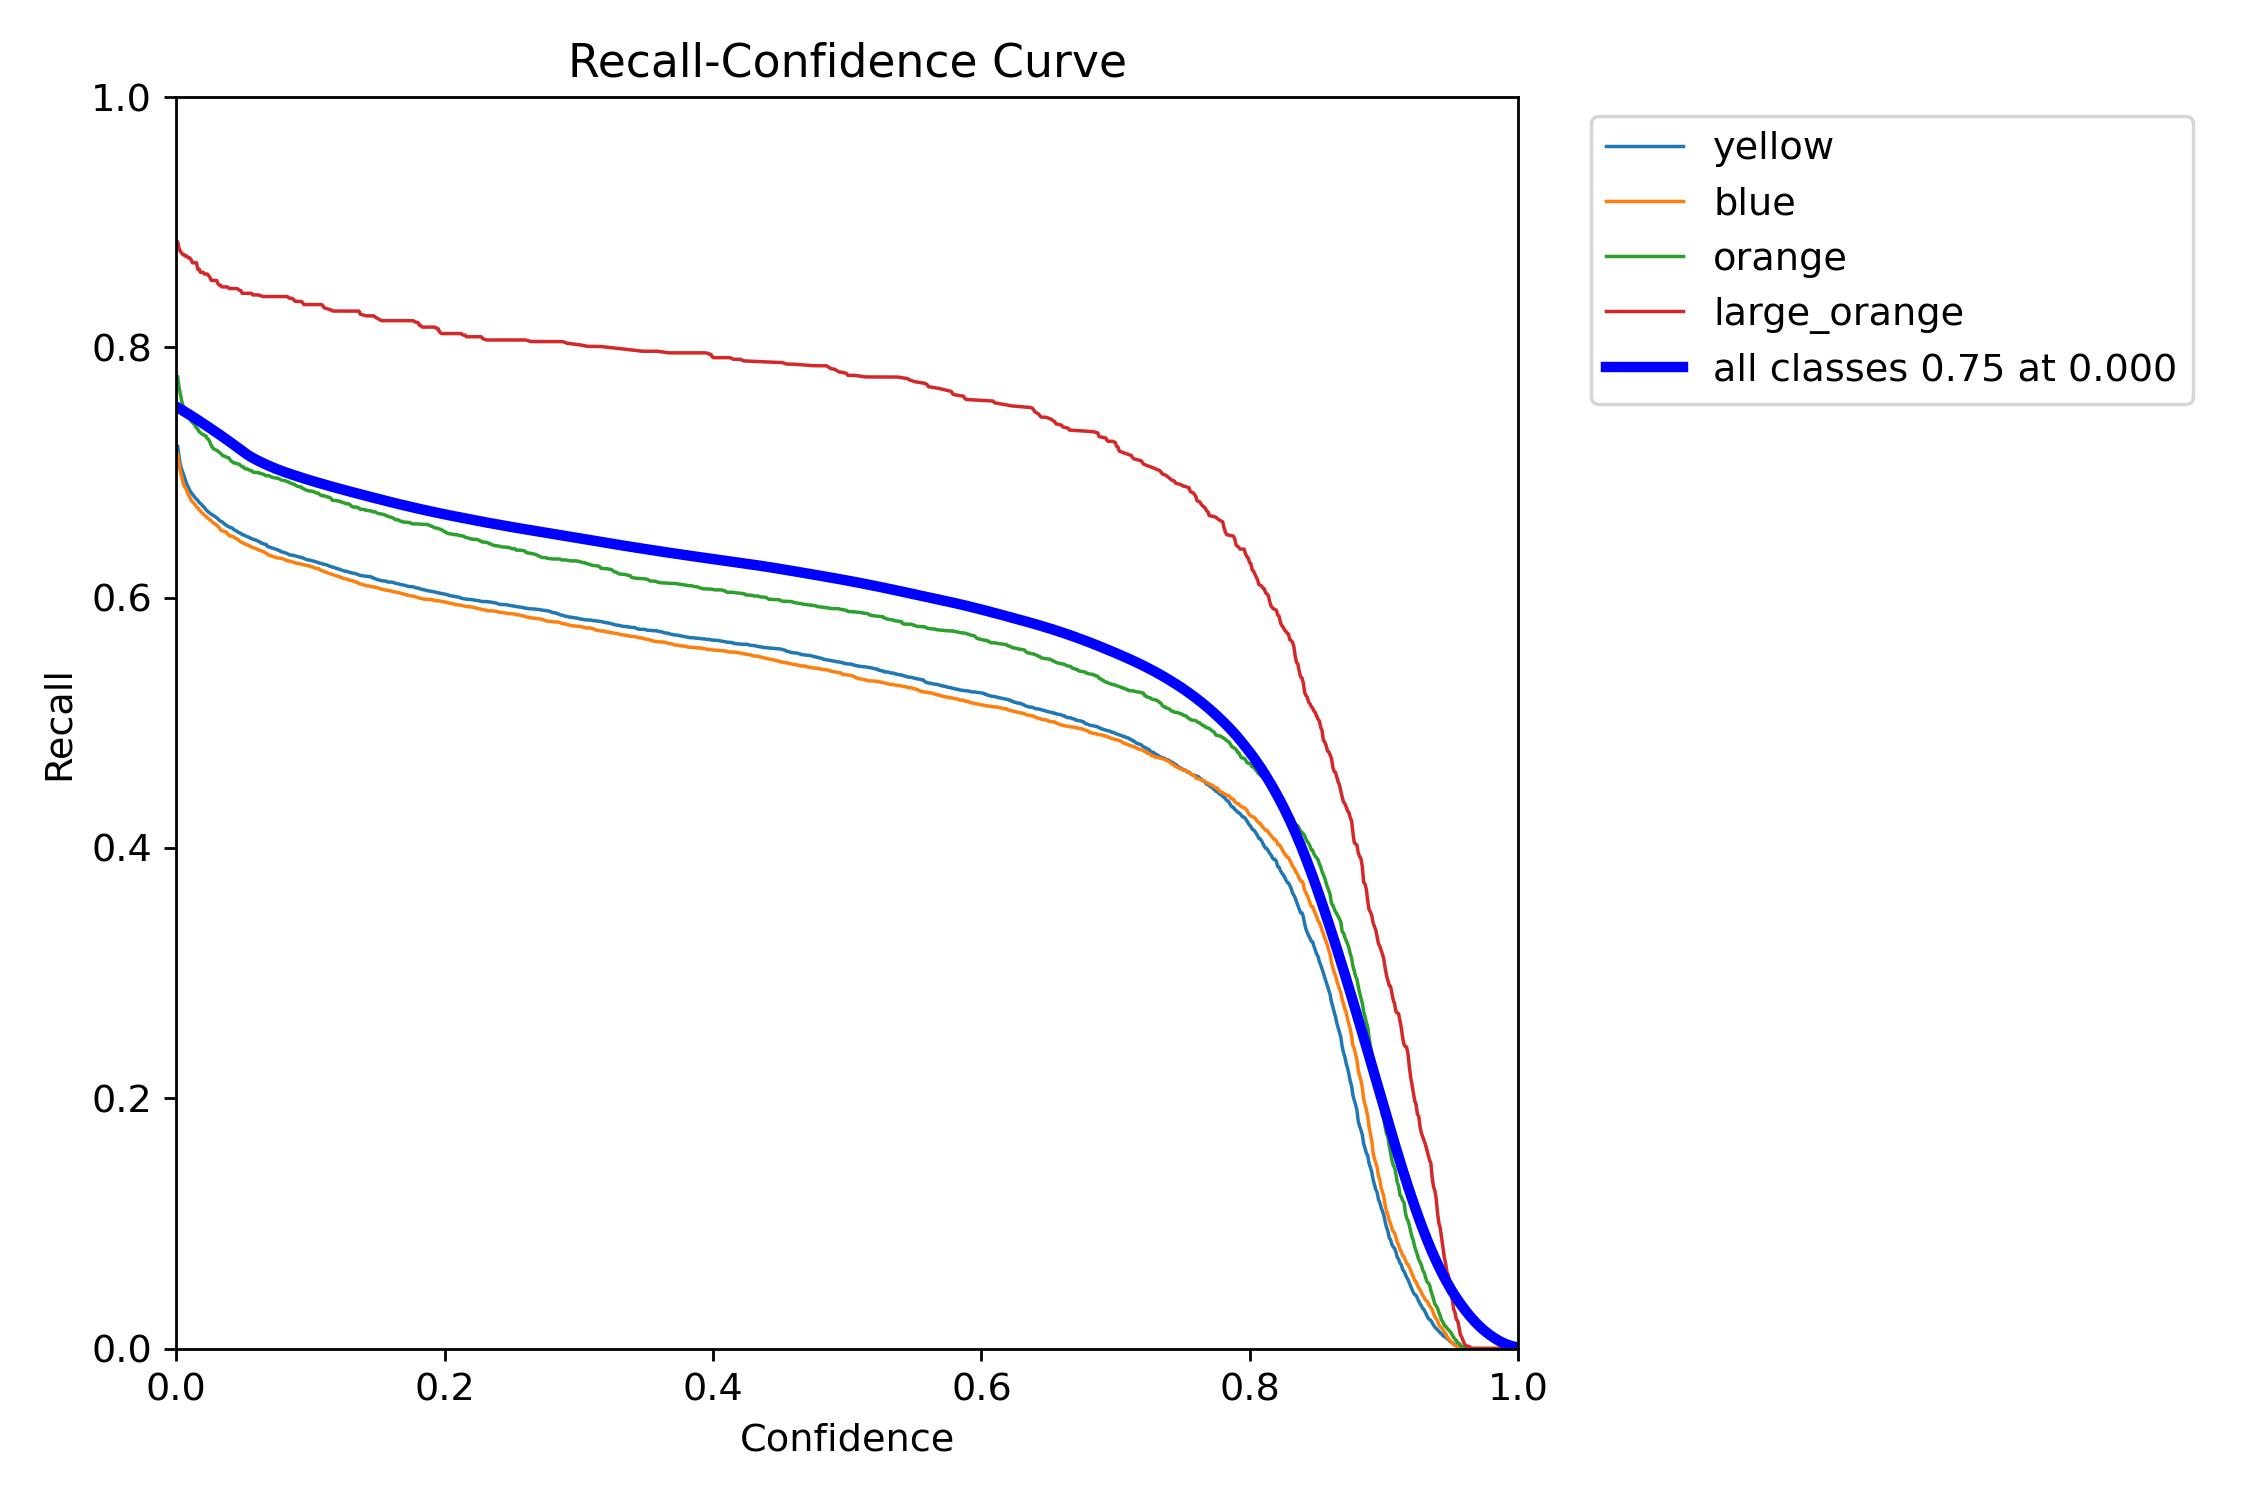 Recall-Confidence Curve
1.0
0.8
0.6
0.4
0.2
0.0
Recall
0.0 0.2 0.4 0.6 0.8 1.0
Confidence
yellow
blue
orange
large_orange
all classes 0.75 at 0.000